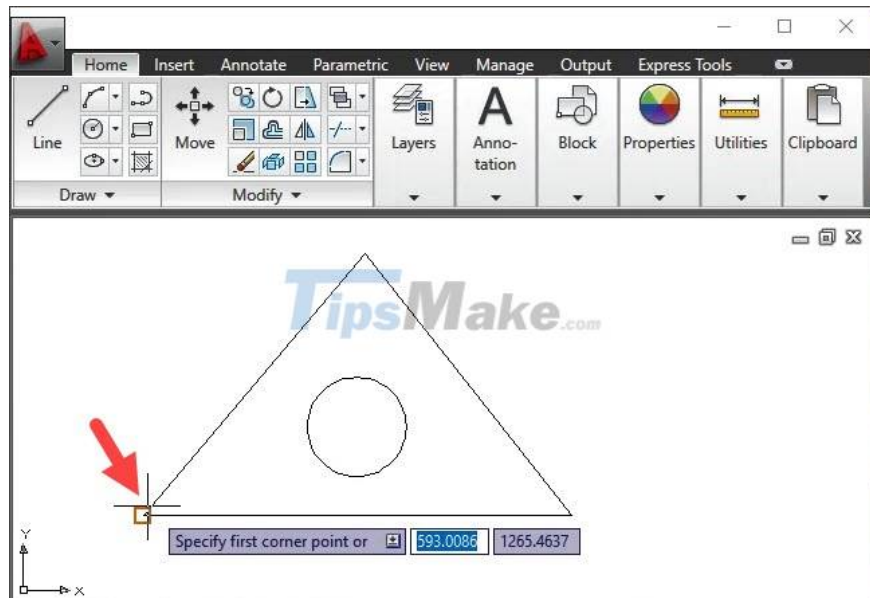 Home Insert Annotate Parametric View Manage Output Express Tools
Line
Move
Layers
Anno-
tation
Block
Properties
Utilities
Clipboard
Draw
Modify
TipsMake.com
Specify first corner point or 593.0086 1265.4637
Y
X